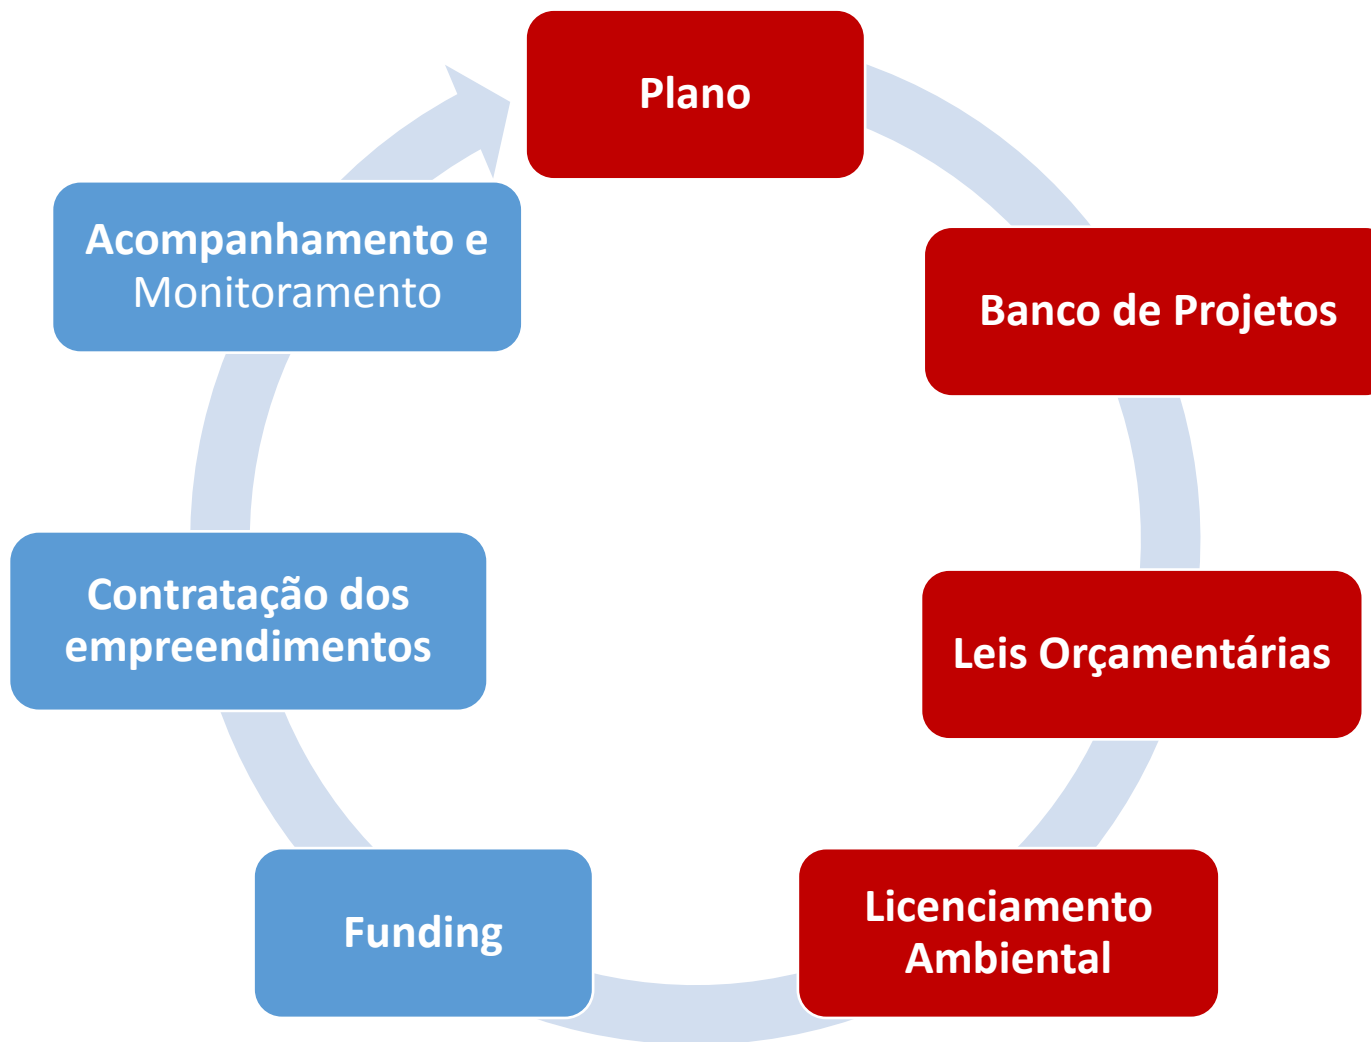 Plano
Banco de Projetos
Leis Orçamentárias
Licenciamento
Ambiental
Funding
Contratação dos
empreendimentos
Acompanhamento e
Monitoramento